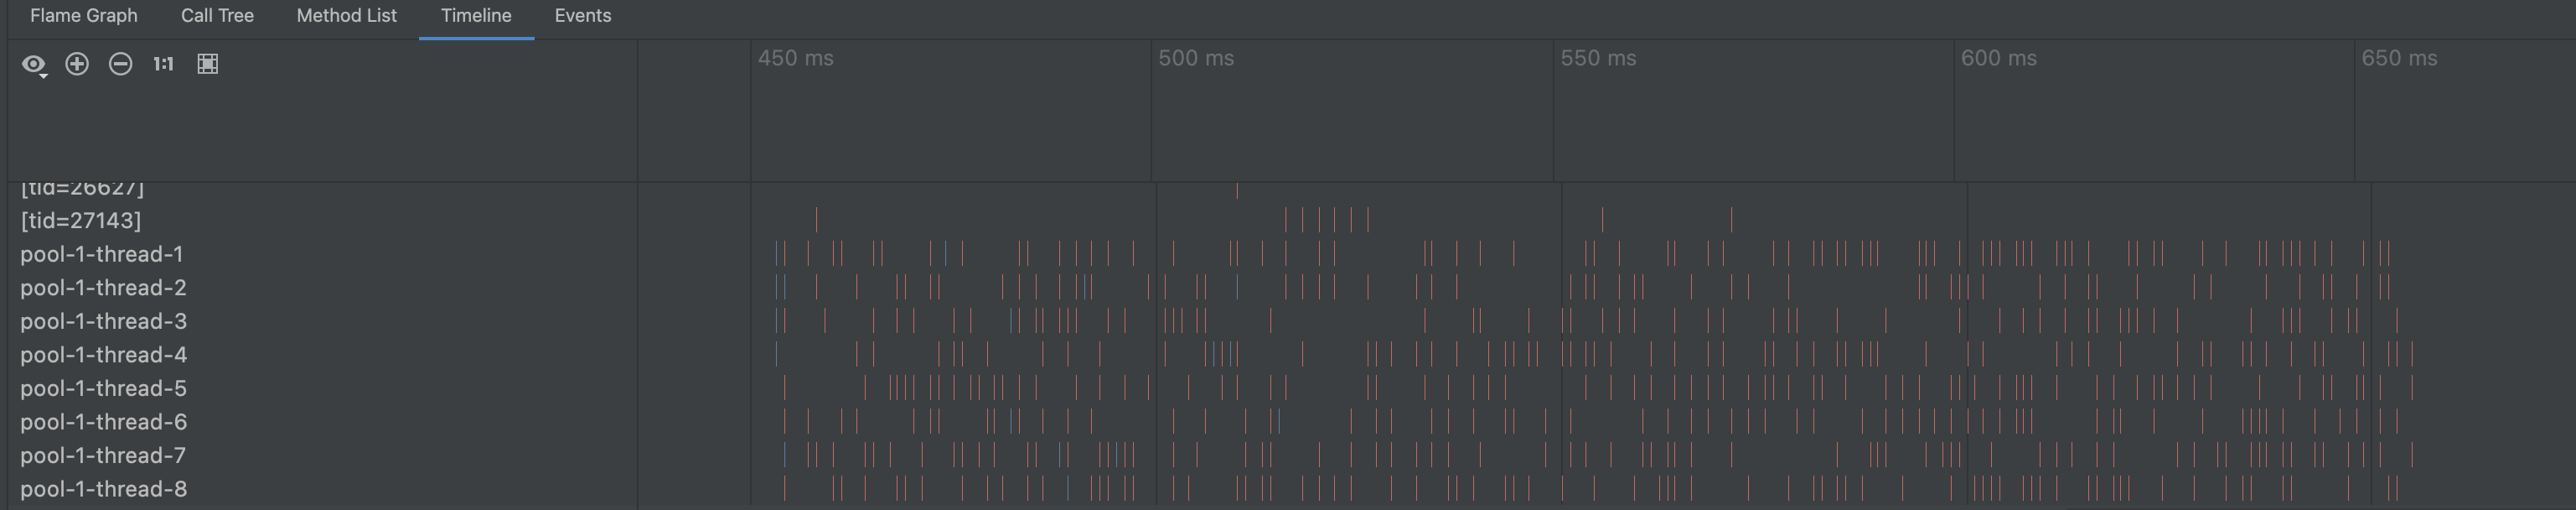 Flame Graph Call Tree Method List Timeline Events
1:1 450 ms 500 ms 550 ms 600 ms 650 ms
[tid=26627]
[tid=27143]
pool-1-thread-1
pool-1-thread-2
pool-1-thread-3
pool-1-thread-4
pool-1-thread-5
pool-1-thread-6
pool-1-thread-7
pool-1-thread-8